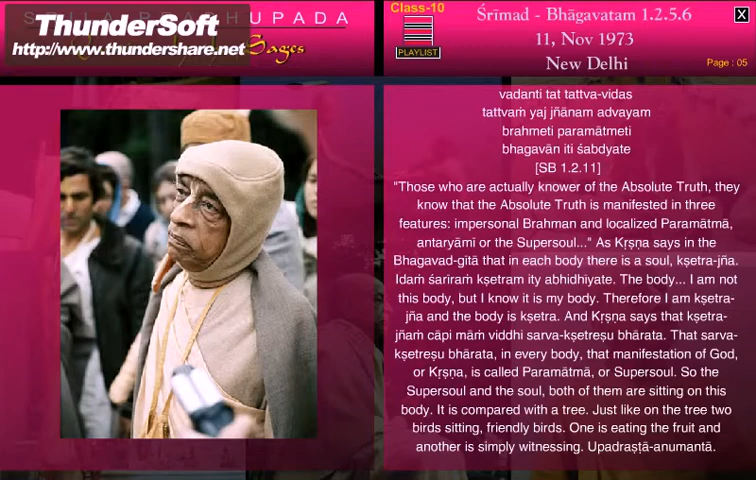 ThunderSoft
http://www.thundershare.net
HUPADA
Sages
Class-10
PLAYLIST
Śrīmad - Bhāgavatam 1.2.5.6
11, Nov 1973
New Delhi
X
Page : 05
vadanti tat tattva-vidas
tattvaṁ yaj jñānam advayam
brahmeti paramātmeti
bhagavān iti śabdyate
[SB 1.2.11]
"Those who are actually knower of the Absolute Truth, they
know that the Absolute Truth is manifested in three
features: impersonal Brahman and localized Paramātmā,
antaryāmi or the Supersoul..." As Kṛṣṇa says in the
Bhagavad-gītā that in each body there is a soul, kṣetra-jña.
Idaṁ śariraṁ kṣetram ity abhidhiyate. The body... I am not
this body, but I know it is my body. Therefore I am kṣetra-
jña and the body is kṣetra. And Kṛṣṇa says that kṣetra-
jñaṁ cāpi māṁ viddhi sarva-kṣetreṣu bhārata. That sarva-
kṣetreṣu bhārata, in every body, that manifestation of God,
or Kṛṣṇa, is called Paramātmā, or Supersoul. So the
Supersoul and the soul, both of them are sitting on this
body. It is compared with a tree. Just like on the tree two
birds sitting, friendly birds. One is eating the fruit and
another is simply witnessing. Upadraṣṭā-anumantā.